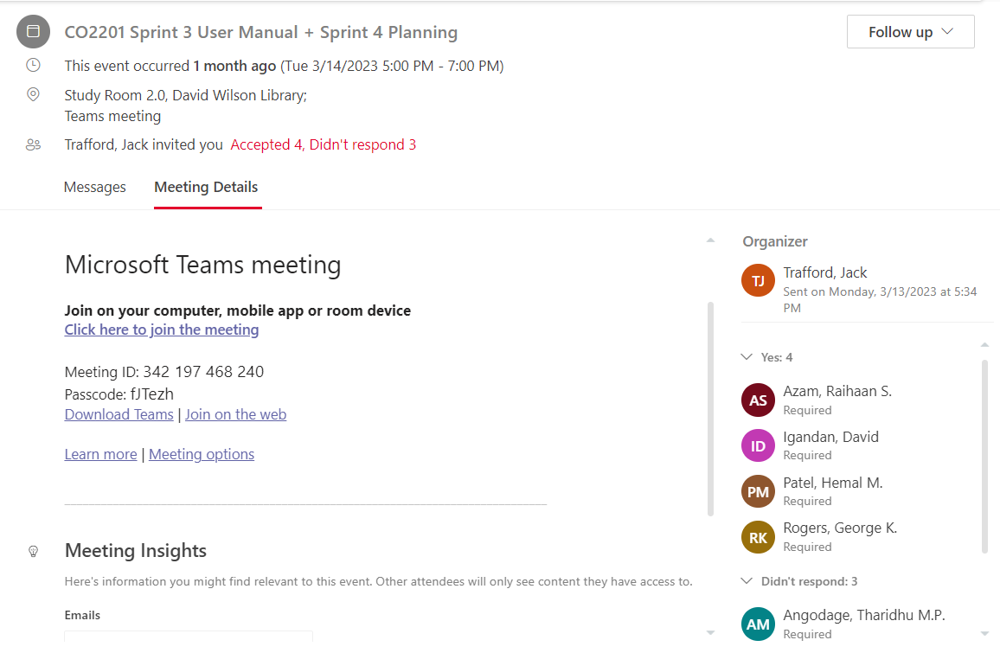 CO2201 Sprint 3 User Manual + Sprint 4 Planning
Follow up
This event occurred 1 month ago (Tue 3/14/2023 5:00 PM - 7:00 PM)
Study Room 2.0, David Wilson Library;
Teams meeting
Trafford, Jack invited you Accepted 4, Didn't respond 3
Messages
Meeting Details
Microsoft Teams meeting
Join on your computer, mobile app or room device
Click here to join the meeting
Meeting ID: 342 197 468 240
Passcode: fJTezh
Download Teams | Join on the web
Learn more | Meeting options
Meeting Insights
Here's information you might find relevant to this event. Other attendees will only see content they have access to.
Emails
Organizer
TJ
Trafford, Jack
Sent on Monday, 3/13/2023 at 5:34
PM
Yes: 4
AS
Azam, Raihaan S.
Required
ID
Igandan, David
Required
PM
Patel, Hemal M.
Required
RK
Rogers, George K.
Required
Didn't respond: 3
AM
Angodage, Tharidhu M.P.
Required